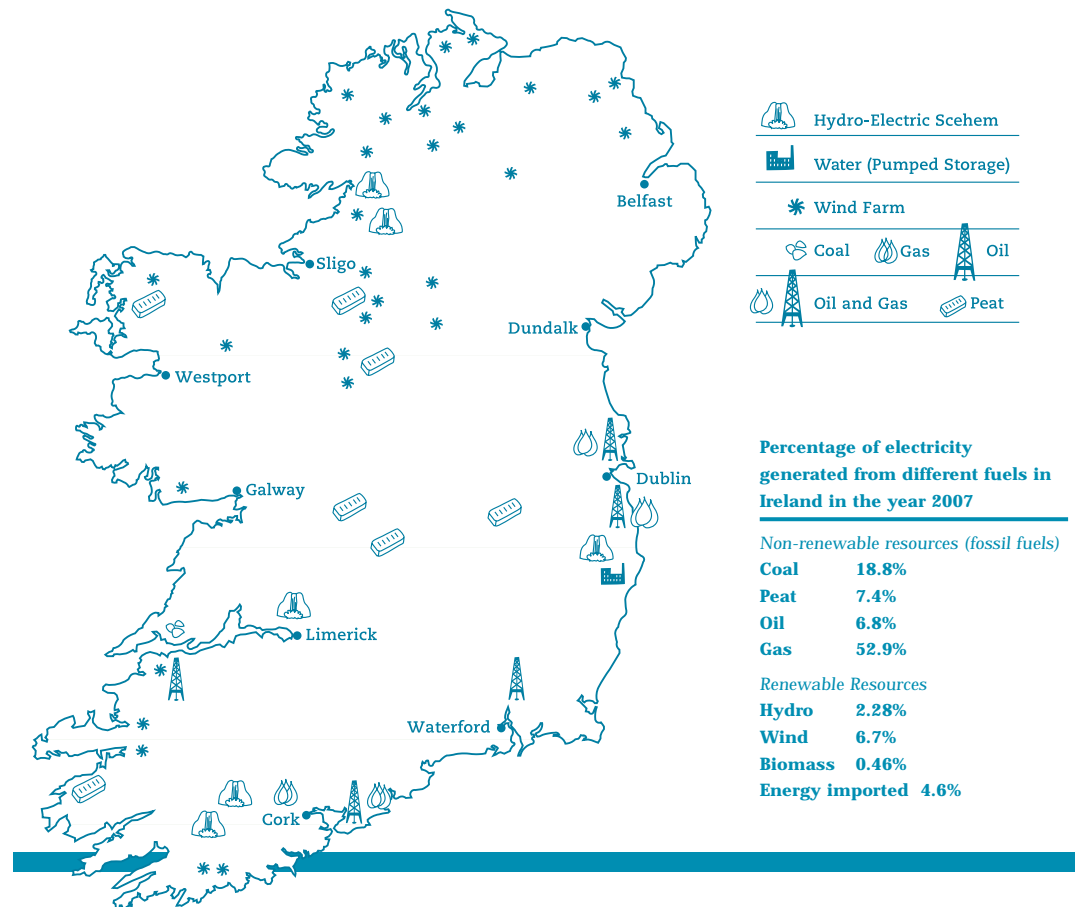 Hydro-Electric Scehem
Water (Pumped Storage)
Wind Farm
Coal Gas Oil
Oil and Gas Peat
Belfast
Sligo
Dundalk
Westport
Galway
Dublin
Limerick
Waterford
Cork
Percentage of electricity
generated from different fuels in
Ireland in the year 2007
Non-renewable resources (fossil fuels)
Coal 18.8%
Peat 7.4%
Oil 6.8%
Gas 52.9%
Renewable Resources
Hydro 2.28%
Wind 6.7%
Biomass 0.46%
Energy imported 4.6%